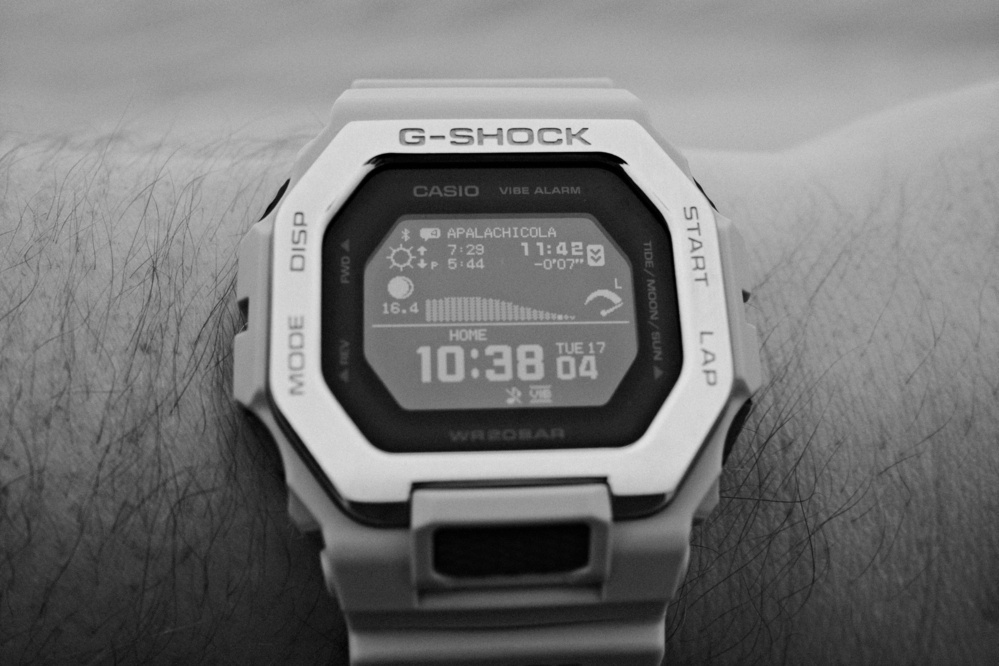 G-SHOCK
CASIO VIBE ALARM
DISP
FWD
MODE
REV
START
LAP
TIDE/MOON/SUN
APALACHICOLA
7:29 11:42
P 5:44 -0'07"
16.4
L
HOME
10:38 TUE 17
04
VIB
WR20BAR